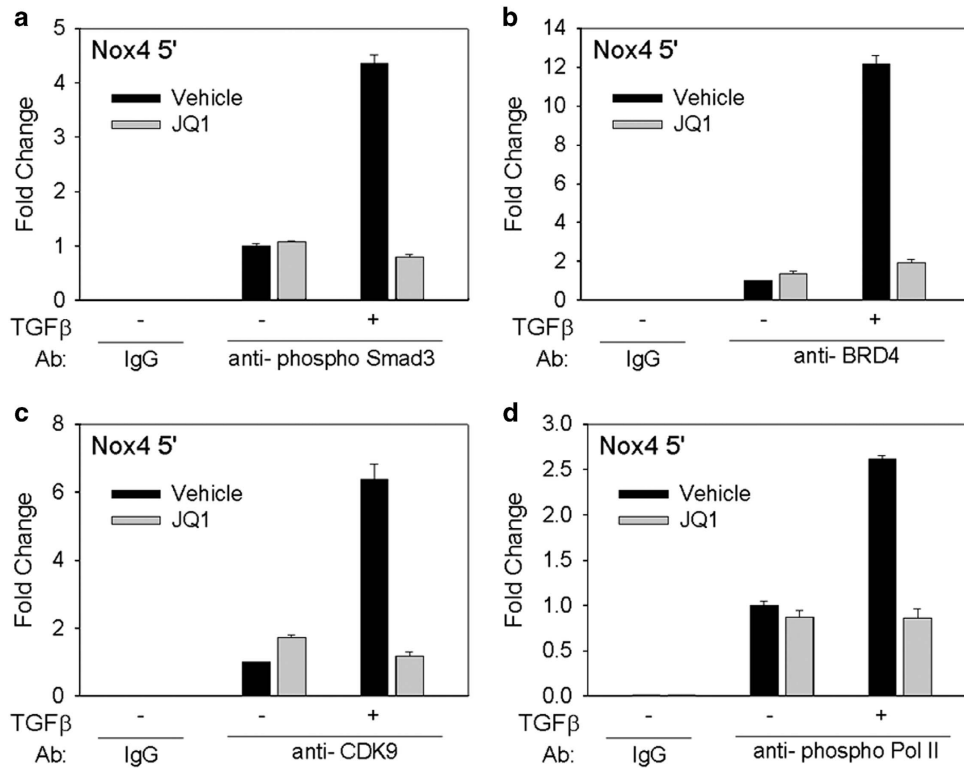 a
Nox4 5'
Vehicle
JQ1
Fold Change
5
4
3
2
1
0
TGFβ - - +
Ab: IgG anti- phospho Smad3
b
Nox4 5'
Vehicle
JQ1
Fold Change
14
12
10
8
6
4
2
0
TGFβ - - +
Ab: IgG anti- BRD4
c
Nox4 5'
Vehicle
JQ1
Fold Change
8
6
4
2
0
TGFβ - - +
Ab: IgG anti- CDK9
d
Nox4 5'
Vehicle
JQ1
Fold Change
3.0
2.5
2.0
1.5
1.0
0.5
0.0
TGFβ - - +
Ab: IgG anti- phospho Pol II